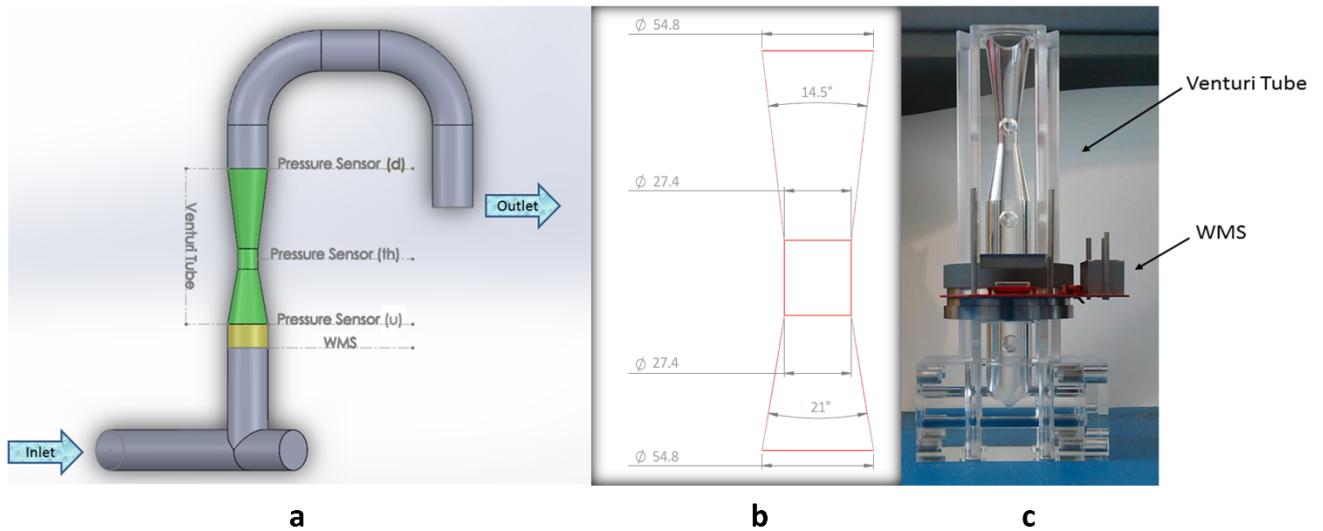 Pressure Sensor (d)
Venturi Tube
Outlet
Pressure Sensor (th)
Pressure Sensor (u)
WMS
Inlet
∅ 54.8
14.5°
∅ 27.4
∅ 27.4
21°
∅ 54.8
Venturi Tube
WMS
a
b
c